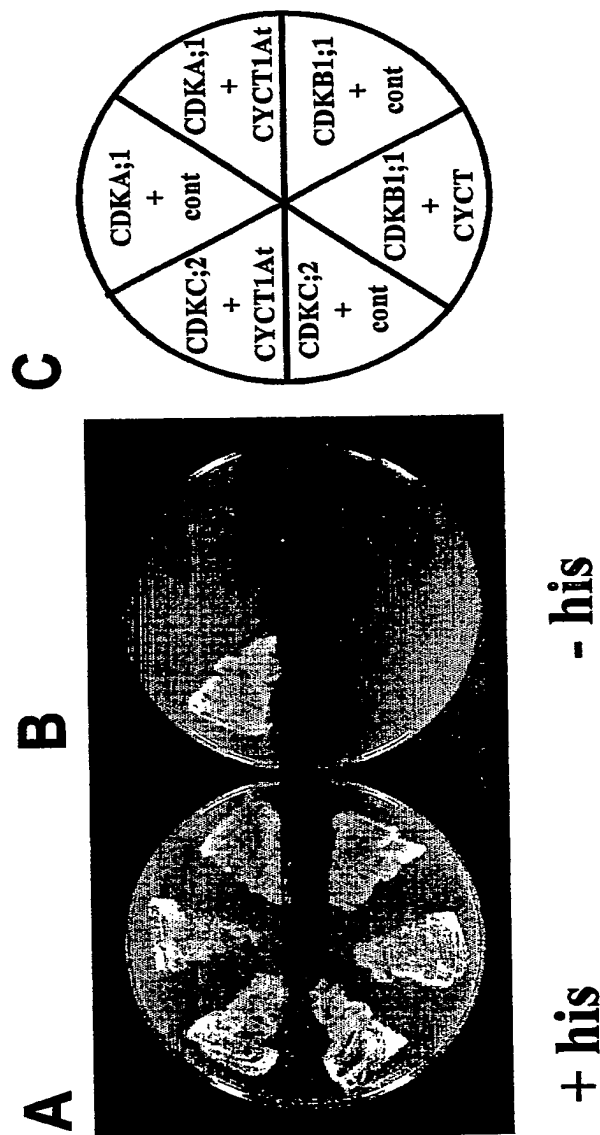 A
B
C
CDKA;1
+
cont
CDKA;1
+
CYCT1At
CDKB1;1
+
cont
CDKB1;1
+
CYCT
CDKC;2
+
cont
CDKC;2
+
CYCT1At
+ his
- his